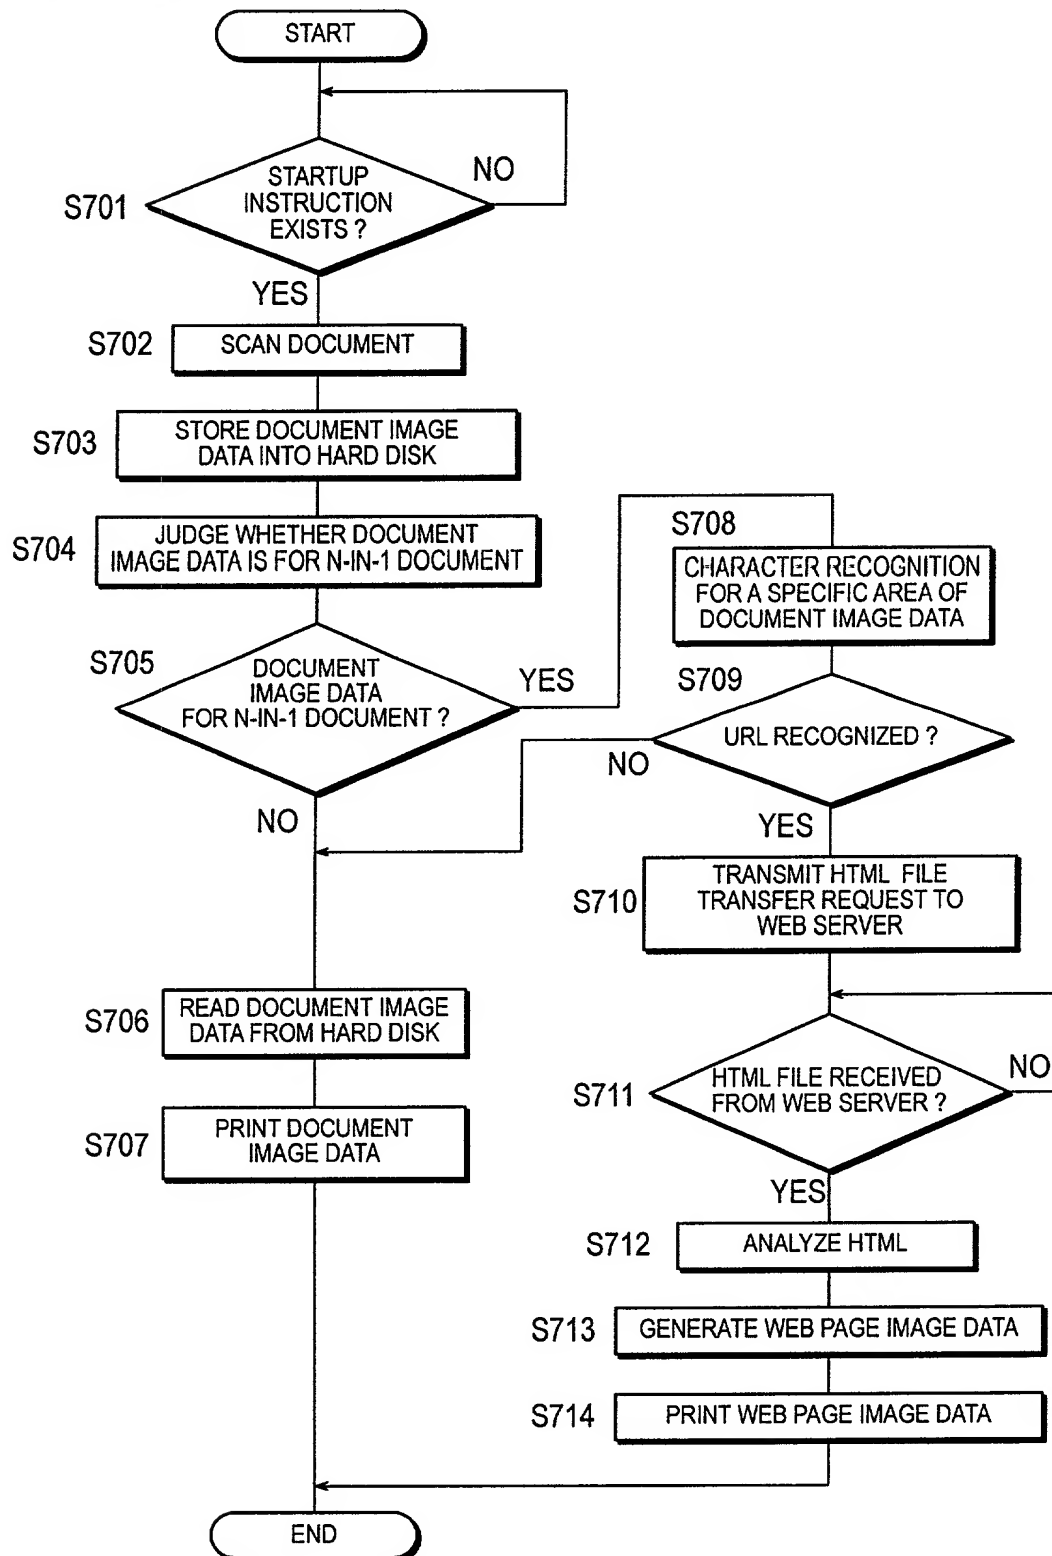 START
S701
STARTUP
INSTRUCTION
EXISTS ?
NO
YES
S702
SCAN DOCUMENT
S703
STORE DOCUMENT IMAGE
DATA INTO HARD DISK
S704
JUDGE WHETHER DOCUMENT
IMAGE DATA IS FOR N-IN-1 DOCUMENT
S705
DOCUMENT
IMAGE DATA
FOR N-IN-1 DOCUMENT ?
YES
NO
S706
READ DOCUMENT IMAGE
DATA FROM HARD DISK
S707
PRINT DOCUMENT
IMAGE DATA
S708
CHARACTER RECOGNITION
FOR A SPECIFIC AREA OF
DOCUMENT IMAGE DATA
S709
URL RECOGNIZED ?
NO
YES
S710
TRANSMIT HTML FILE
TRANSFER REQUEST TO
WEB SERVER
S711
HTML FILE RECEIVED
FROM WEB SERVER ?
NO
YES
S712
ANALYZE HTML
S713
GENERATE WEB PAGE IMAGE DATA
S714
PRINT WEB PAGE IMAGE DATA
END